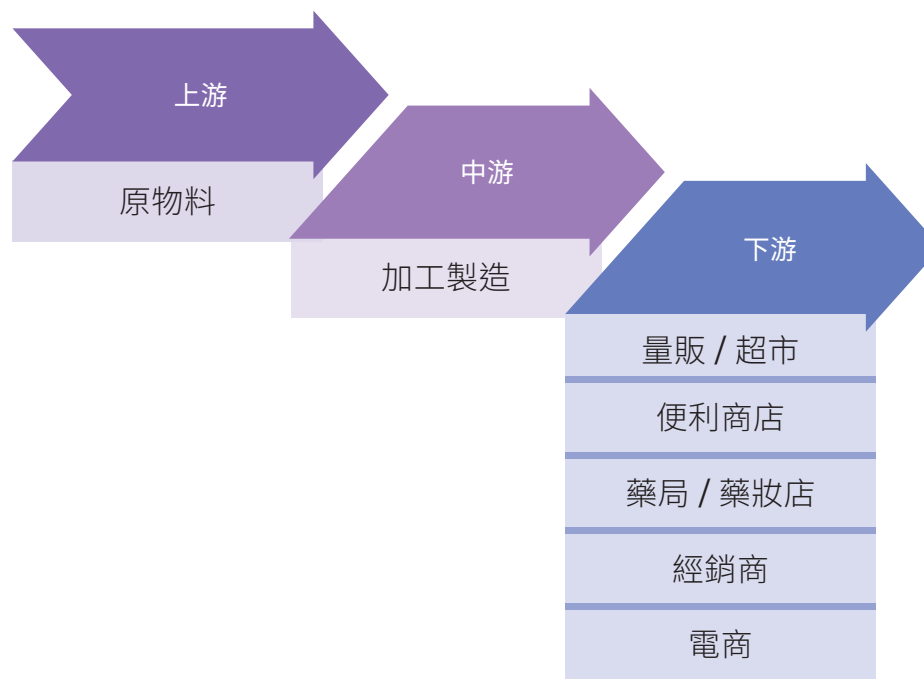 上游
原物料
中游
加工製造
下游
量販 / 超市
便利商店
藥局 / 藥妝店
經銷商
電商